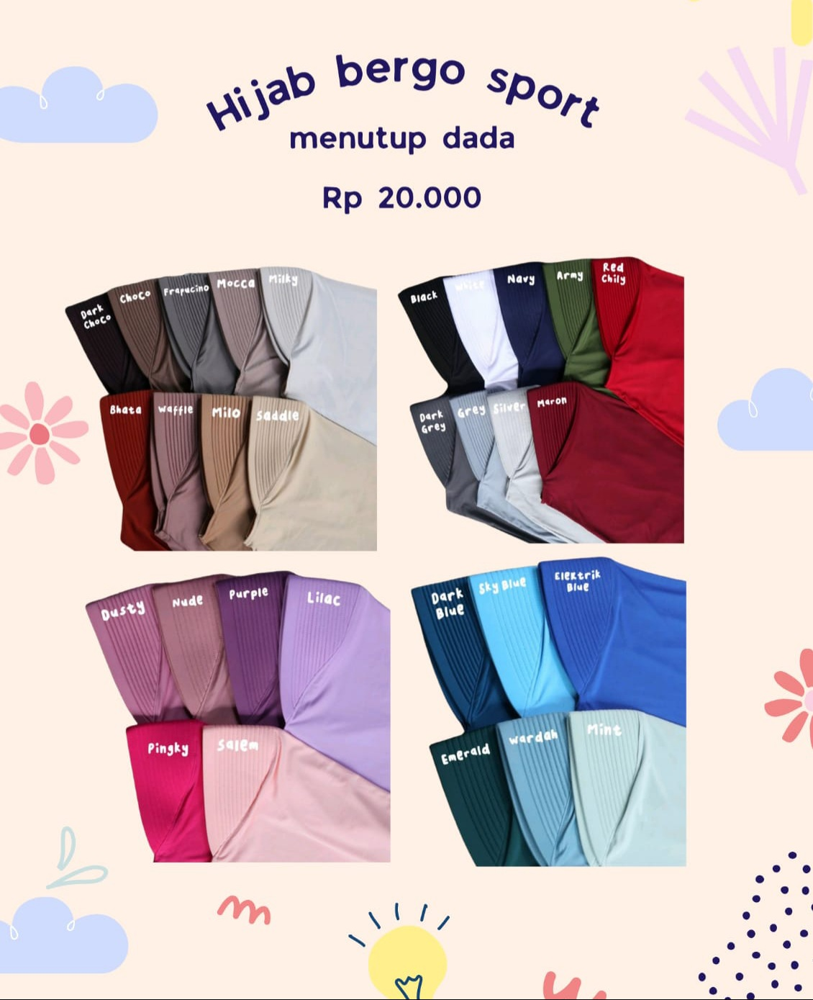 Hijab bergo sport
menutup dada
Rp 20.000
Dark
ChoCo
ChoCo
Frapucino
Mocca
Milky
Bhata
Waffle
Milo
Saddle
Black
White
Navy
Army
Red
Chily
Dark
Grey
Grey
Silver
Maron
Dusty
Nude
Purple
Lilac
Pingky
Salem
Dark
Blue
Sky Blue
Elektrik
Blue
Emerald
Wardah
Mint